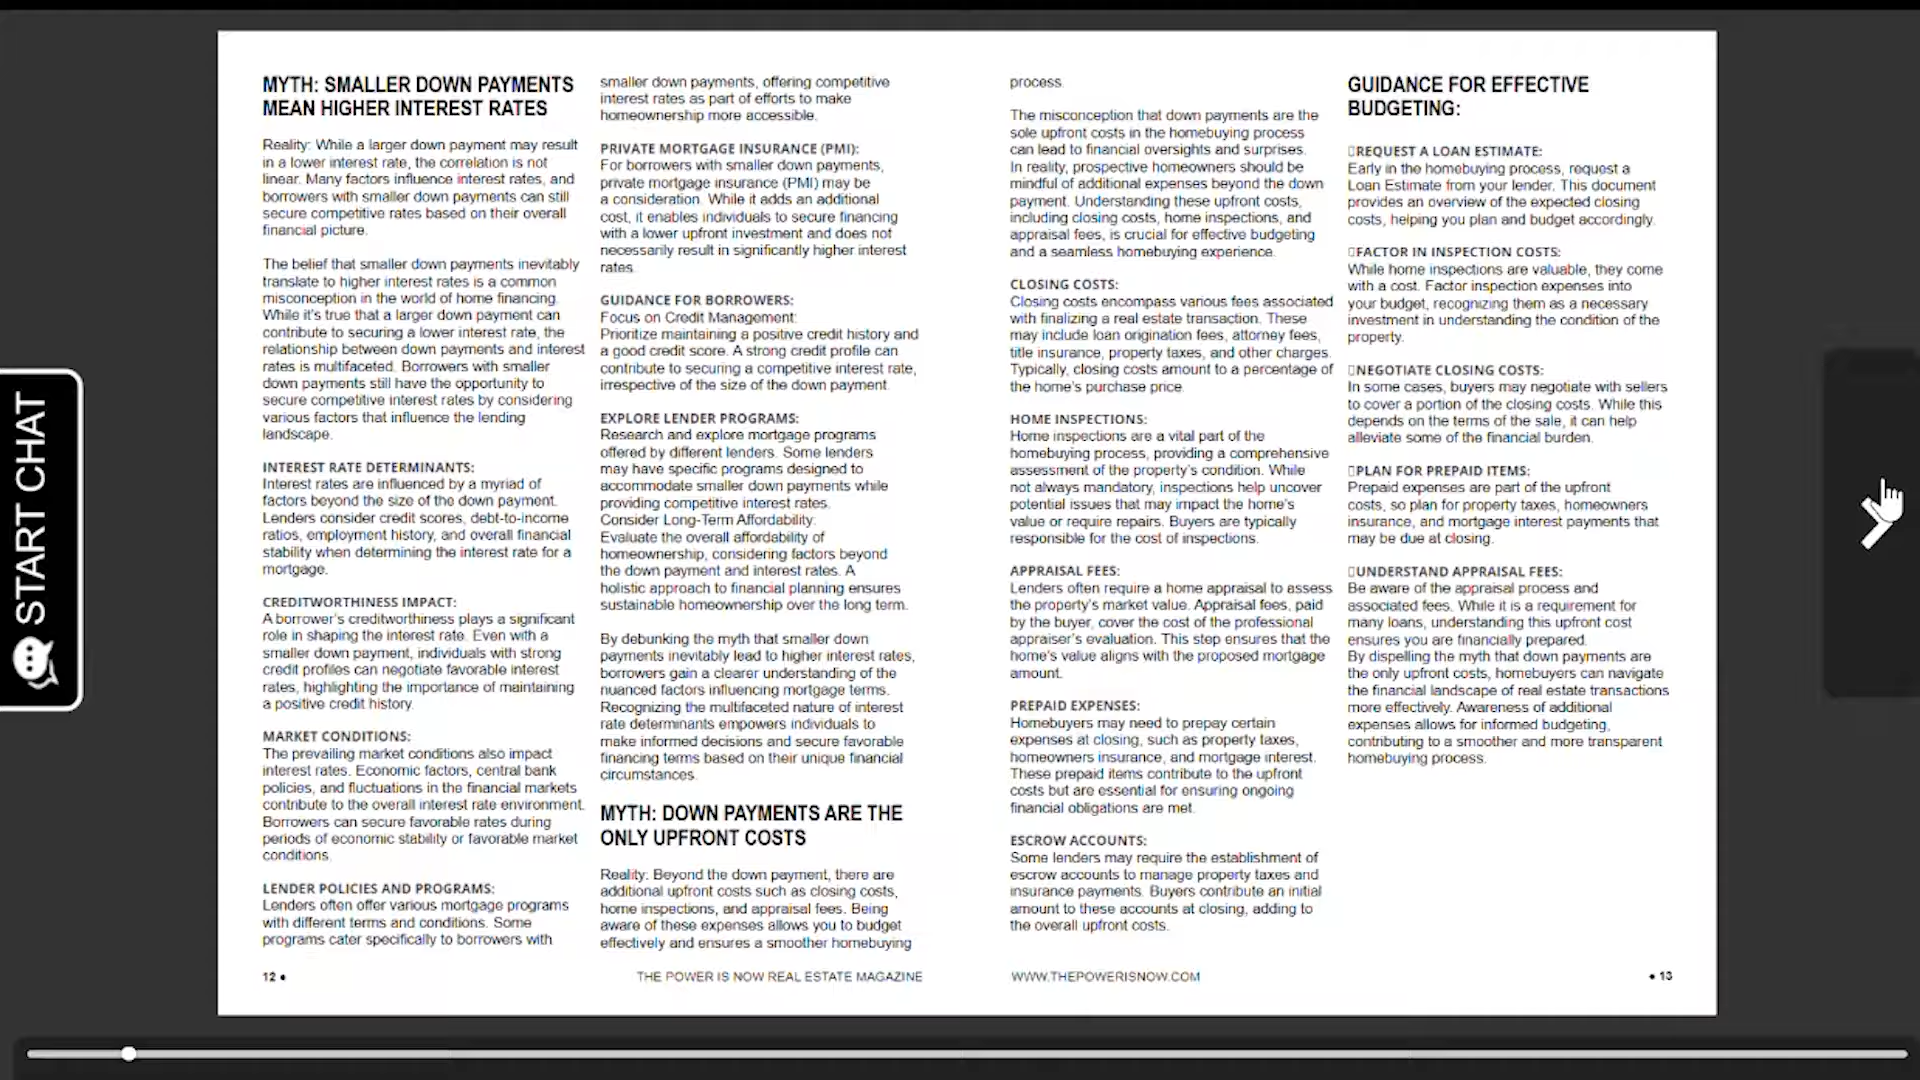 START CHAT
MYTH: SMALLER DOWN PAYMENTS
MEAN HIGHER INTEREST RATES
Reality: While a larger down payment may result
in a lower interest rate, the correlation is not
linear. Many factors influence interest rates, and
borrowers with smaller down payments can still
secure competitive rates based on their overall
financial picture.
The belief that smaller down payments inevitably
translate to higher interest rates is a common
misconception in the world of home financing.
While it's true that a larger down payment can
contribute to securing a lower interest rate, the
relationship between down payments and interest
rates is multifaceted. Borrowers with smaller
down payments still have the opportunity to
secure competitive interest rates by considering
various factors that influence the lending
landscape.
INTEREST RATE DETERMINANTS:
Interest rates are influenced by a myriad of
factors beyond the size of the down payment.
Lenders consider credit scores, debt-to-income
ratios, employment history, and overall financial
stability when determining the interest rate for a
mortgage.
CREDITWORTHINESS IMPACT:
A borrower's creditworthiness plays a significant
role in shaping the interest rate. Even with a
smaller down payment, individuals with strong
credit profiles can negotiate favorable interest
rates, highlighting the importance of maintaining
a positive credit history.
MARKET CONDITIONS:
The prevailing market conditions also impact
interest rates. Economic factors, central bank
policies, and fluctuations in the financial markets
contribute to the overall interest rate environment.
Borrowers can secure favorable rates during
periods of economic stability or favorable market
conditions.
LENDER POLICIES AND PROGRAMS:
Lenders often offer various mortgage programs
with different terms and conditions. Some
programs cater specifically to borrowers with
smaller down payments, offering competitive
interest rates as part of efforts to make
homeownership more accessible.
PRIVATE MORTGAGE INSURANCE (PMI):
For borrowers with smaller down payments,
private mortgage insurance (PMI) may be
a consideration. While it adds an additional
cost, it enables individuals to secure financing
with a lower upfront investment and does not
necessarily result in significantly higher interest
rates.
GUIDANCE FOR BORROWERS:
Focus on Credit Management:
Prioritize maintaining a positive credit history and
a good credit score. A strong credit profile can
contribute to securing a competitive interest rate,
irrespective of the size of the down payment.
EXPLORE LENDER PROGRAMS:
Research and explore mortgage programs
offered by different lenders. Some lenders
may have specific programs designed to
accommodate smaller down payments while
providing competitive interest rates.
Consider Long-Term Affordability:
Evaluate the overall affordability of
homeownership, considering factors beyond
the down payment and interest rates. A
holistic approach to financial planning ensures
sustainable homeownership over the long term.
By debunking the myth that smaller down
payments inevitably lead to higher interest rates,
borrowers gain a clearer understanding of the
nuanced factors influencing mortgage terms.
Recognizing the multifaceted nature of interest
rate determinants empowers individuals to
make informed decisions and secure favorable
financing terms based on their unique financial
circumstances.
MYTH: DOWN PAYMENTS ARE THE
ONLY UPFRONT COSTS
Reality: Beyond the down payment, there are
additional upfront costs such as closing costs,
home inspections, and appraisal fees. Being
aware of these expenses allows you to budget
effectively and ensures a smoother homebuying
12 •
THE POWER IS NOW REAL ESTATE MAGAZINE
process.
The misconception that down payments are the
sole upfront costs in the homebuying process
can lead to financial oversights and surprises.
In reality, prospective homeowners should be
mindful of additional expenses beyond the down
payment. Understanding these upfront costs,
including closing costs, home inspections, and
appraisal fees, is crucial for effective budgeting
and a seamless homebuying experience.
CLOSING COSTS:
Closing costs encompass various fees associated
with finalizing a real estate transaction. These
may include loan origination fees, attorney fees,
title insurance, property taxes, and other charges.
Typically, closing costs amount to a percentage of
the home's purchase price.
HOME INSPECTIONS:
Home inspections are a vital part of the
homebuying process, providing a comprehensive
assessment of the property's condition. While
not always mandatory, inspections help uncover
potential issues that may impact the home's
value or require repairs. Buyers are typically
responsible for the cost of inspections.
APPRAISAL FEES:
Lenders often require a home appraisal to assess
the property's market value. Appraisal fees, paid
by the buyer, cover the cost of the professional
appraiser's evaluation. This step ensures that the
home's value aligns with the proposed mortgage
amount.
PREPAID EXPENSES:
Homebuyers may need to prepay certain
expenses at closing, such as property taxes,
homeowners insurance, and mortgage interest.
These prepaid items contribute to the upfront
costs but are essential for ensuring ongoing
financial obligations are met.
ESCROW ACCOUNTS:
Some lenders may require the establishment of
escrow accounts to manage property taxes and
insurance payments. Buyers contribute an initial
amount to these accounts at closing, adding to
the overall upfront costs.
GUIDANCE FOR EFFECTIVE
BUDGETING:
REQUEST A LOAN ESTIMATE:
Early in the homebuying process, request a
Loan Estimate from your lender. This document
provides an overview of the expected closing
costs, helping you plan and budget accordingly.
FACTOR IN INSPECTION COSTS:
While home inspections are valuable, they come
with a cost. Factor inspection expenses into
your budget, recognizing them as a necessary
investment in understanding the condition of the
property.
NEGOTIATE CLOSING COSTS:
In some cases, buyers may negotiate with sellers
to cover a portion of the closing costs. While this
depends on the terms of the sale, it can help
alleviate some of the financial burden.
PLAN FOR PREPAID ITEMS:
Prepaid expenses are part of the upfront
costs, so plan for property taxes, homeowners
insurance, and mortgage interest payments that
may be due at closing.
UNDERSTAND APPRAISAL FEES:
Be aware of the appraisal process and
associated fees. While it is a requirement for
many loans, understanding this upfront cost
ensures you are financially prepared.
By dispelling the myth that down payments are
the only upfront costs, homebuyers can navigate
the financial landscape of real estate transactions
more effectively. Awareness of additional
expenses allows for informed budgeting,
contributing to a smoother and more transparent
homebuying process.
WWW.THEPOWERISNOW.COM
• 13